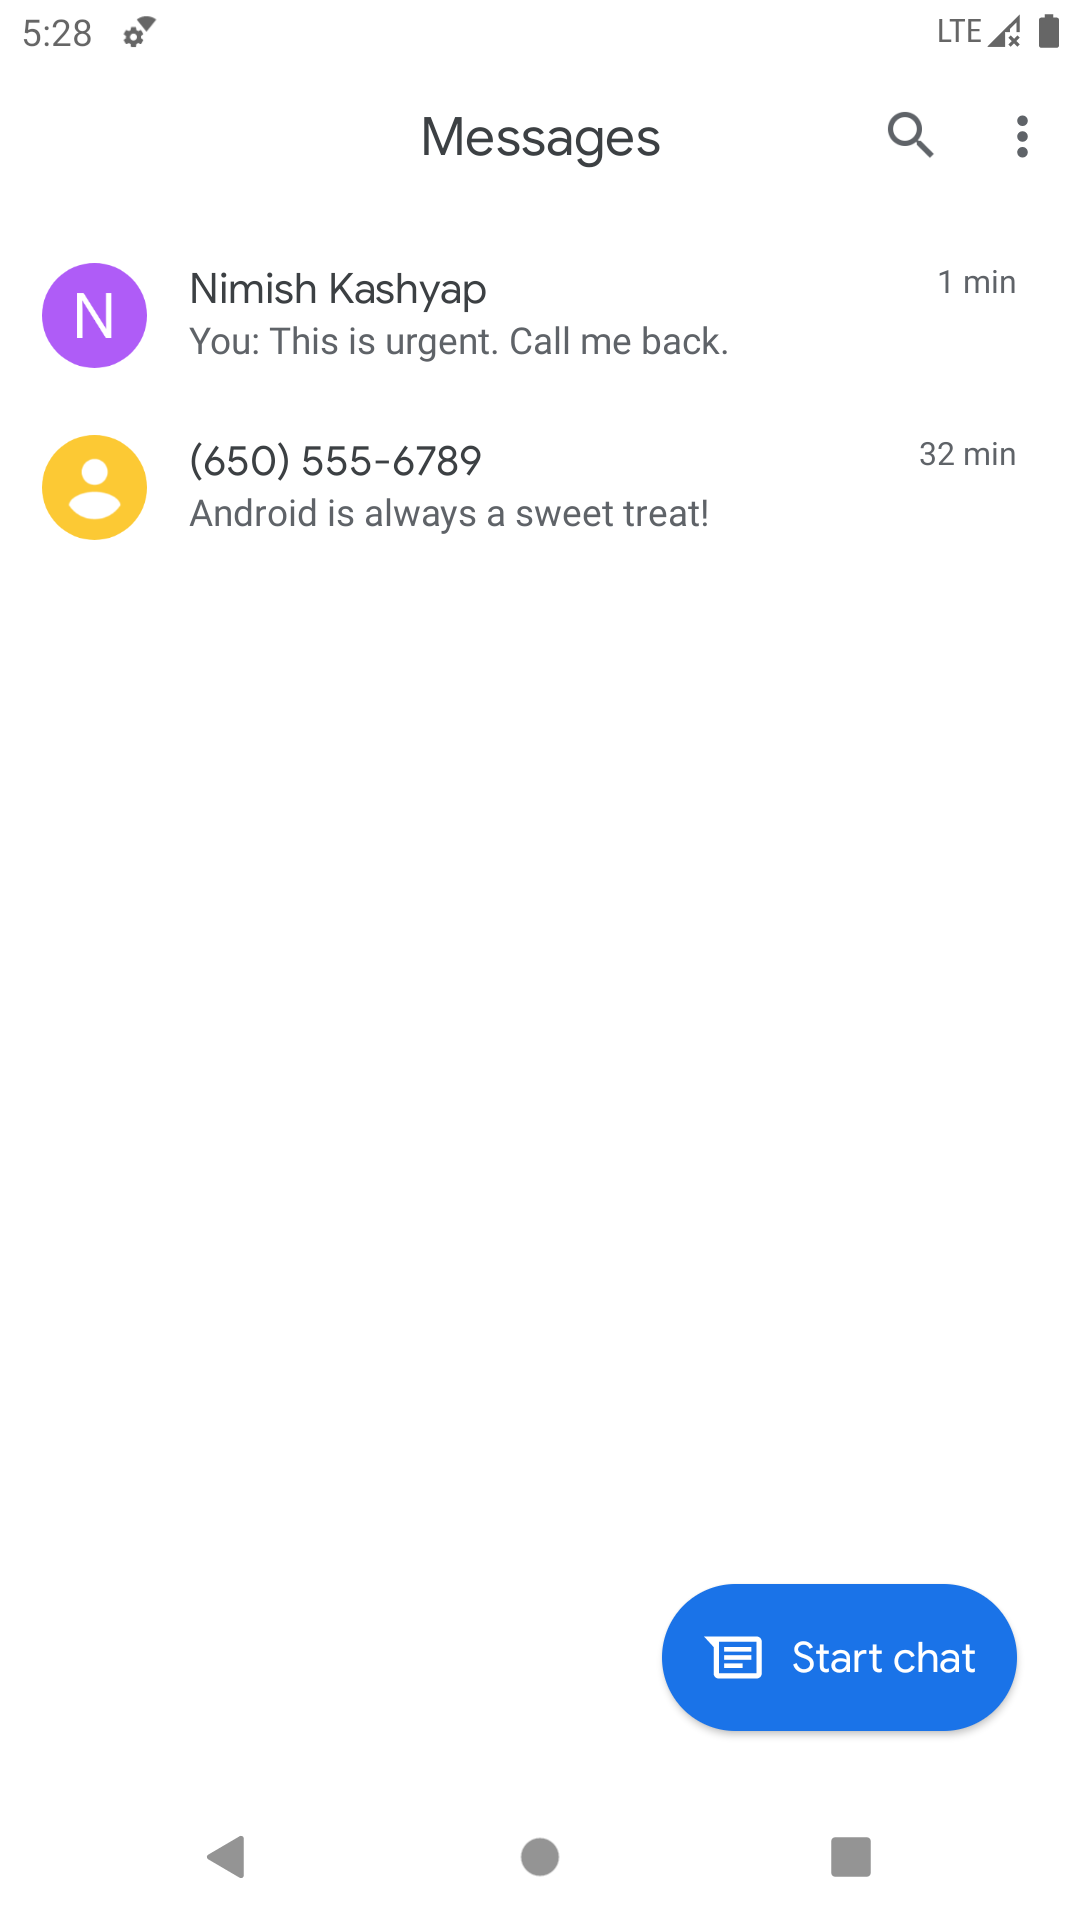 5:28
LTE
Messages
N
Nimish Kashyap
1 min
You: This is urgent. Call me back.
(650) 555-6789
32 min
Android is always a sweet treat!
Start chat